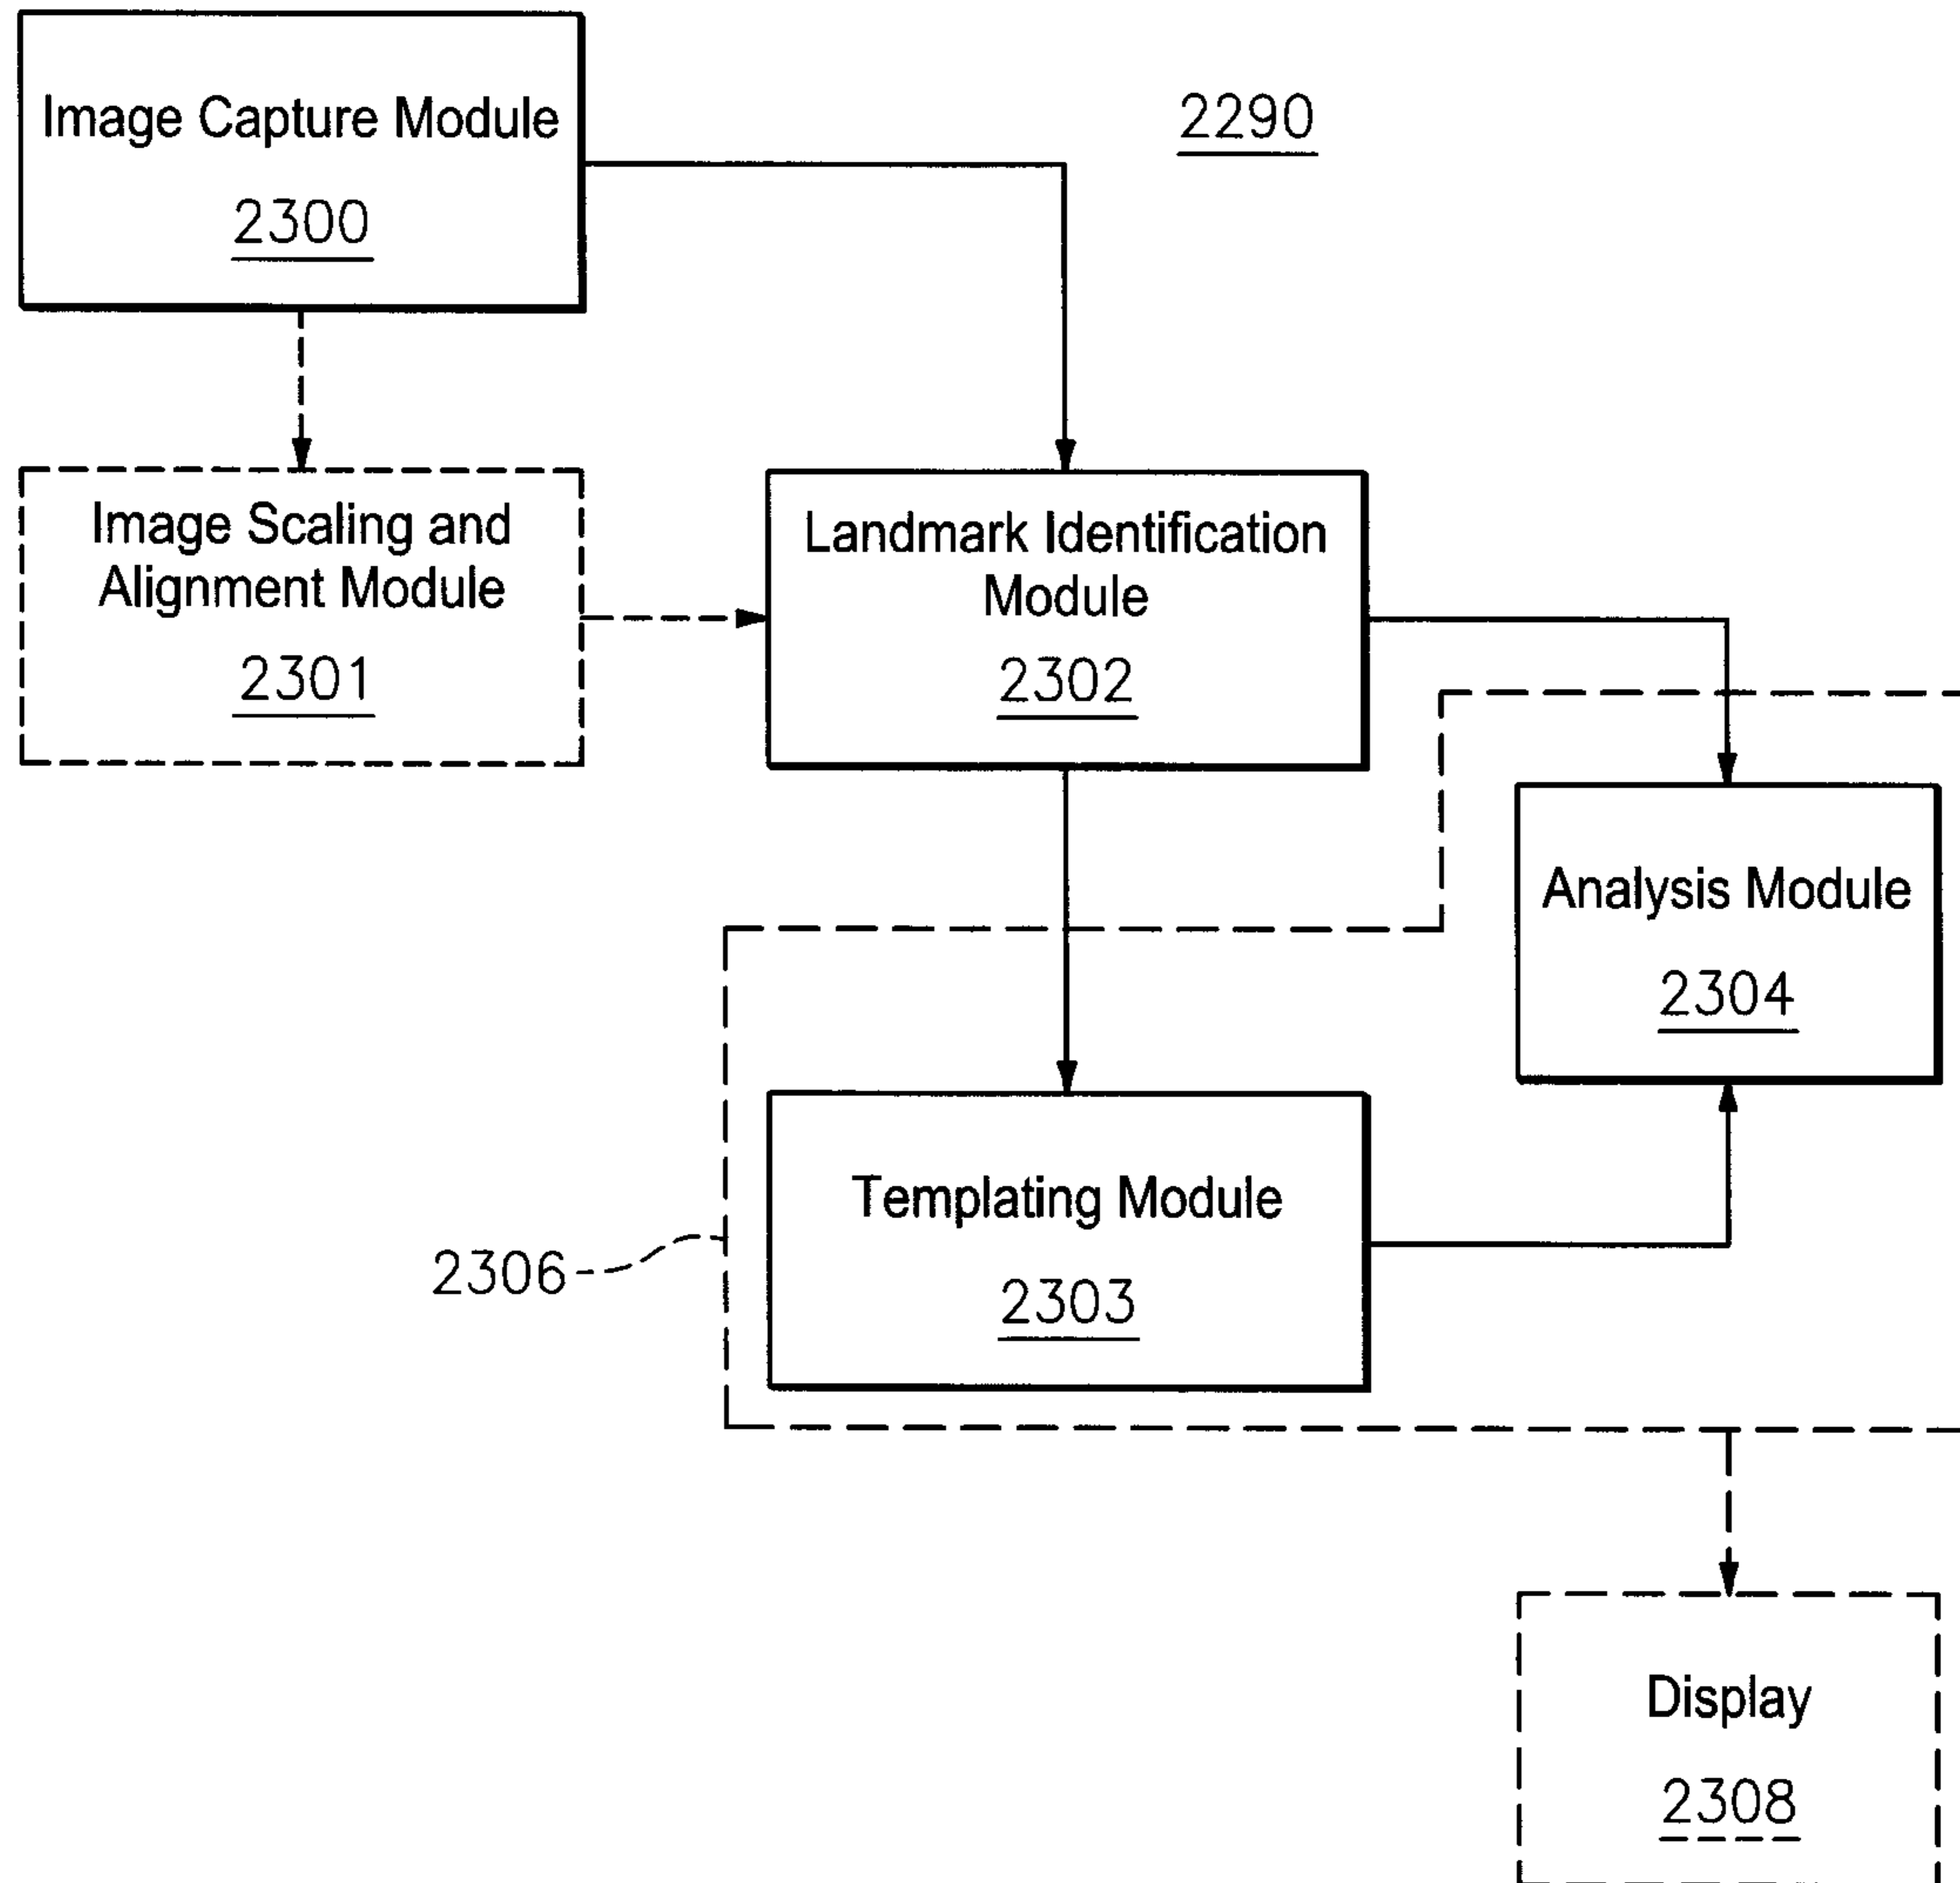 Image Capture Module
2300
2290
Image Scaling and
Alignment Module
2301
Landmark Identification
Module
2302
Analysis Module
2304
Templating Module
2303
2306
Display
2308